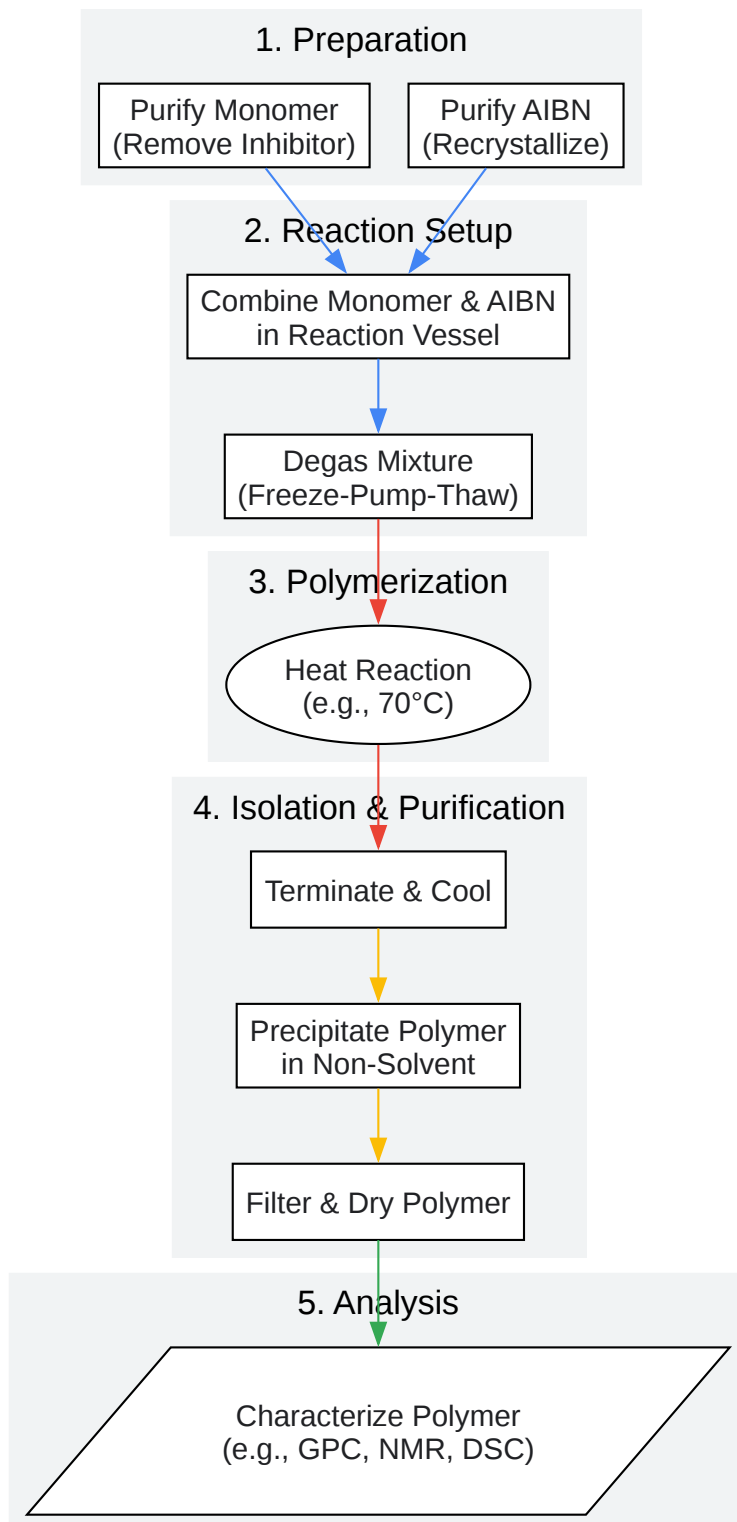 1. Preparation
Purify Monomer
(Remove Inhibitor)
Purify AIBN
(Recrystallize)
2. Reaction Setup
Combine Monomer & AIBN
in Reaction Vessel
Degas Mixture
(Freeze-Pump-Thaw)
3. Polymerization
Heat Reaction
(e.g., 70°C)
4. Isolation & Purification
Terminate & Cool
Precipitate Polymer
in Non-Solvent
Filter & Dry Polymer
5. Analysis
Characterize Polymer
(e.g., GPC, NMR, DSC)